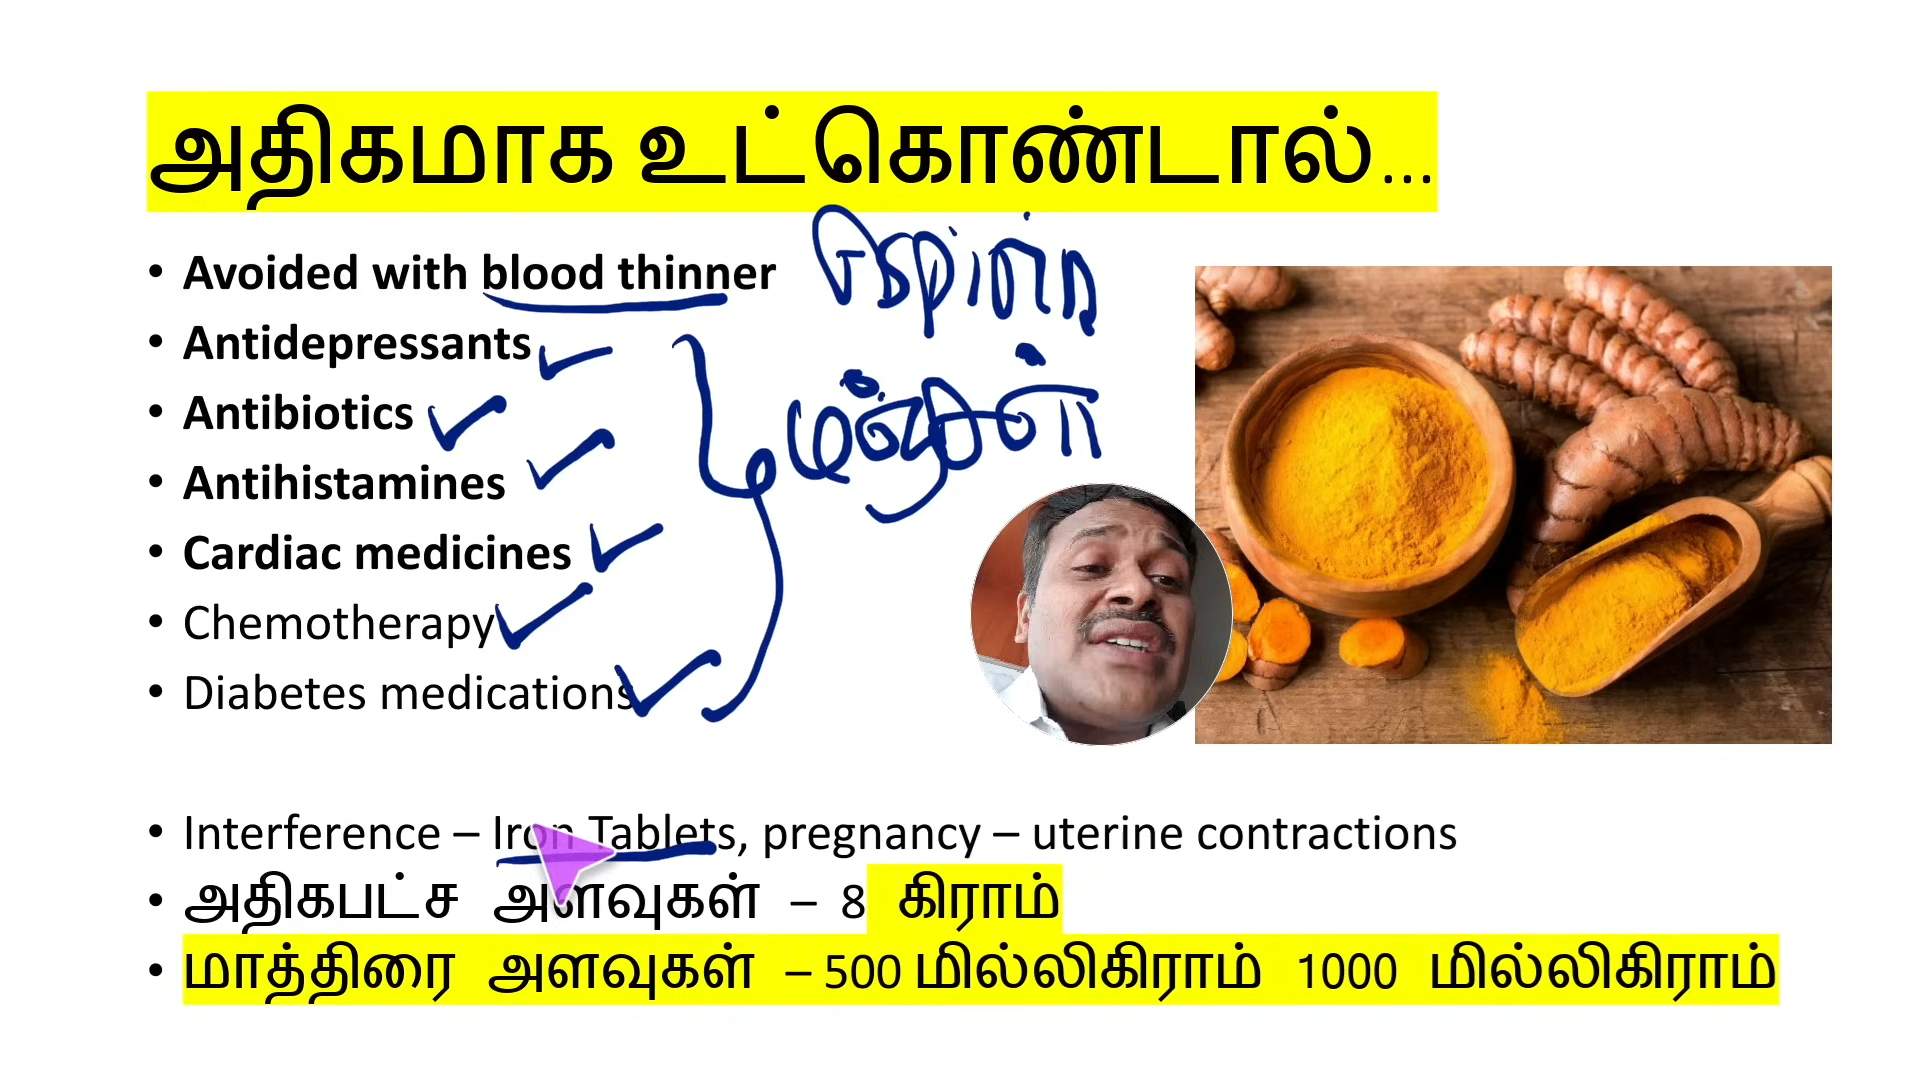 அதிகமாக உட்கொண்டால்...
• Avoided with blood thinner
• Antidepressants
• Antibiotics
• Antihistamines
• Cardiac medicines
• Chemotherapy
• Diabetes medications
• Interference – Iron Tablets, pregnancy – uterine contractions
• அதிகபட்ச அளவுகள் – 8 கிராம்
• மாத்திரை அளவுகள் – 500 மில்லிகிராம் 1000 மில்லிகிராம்